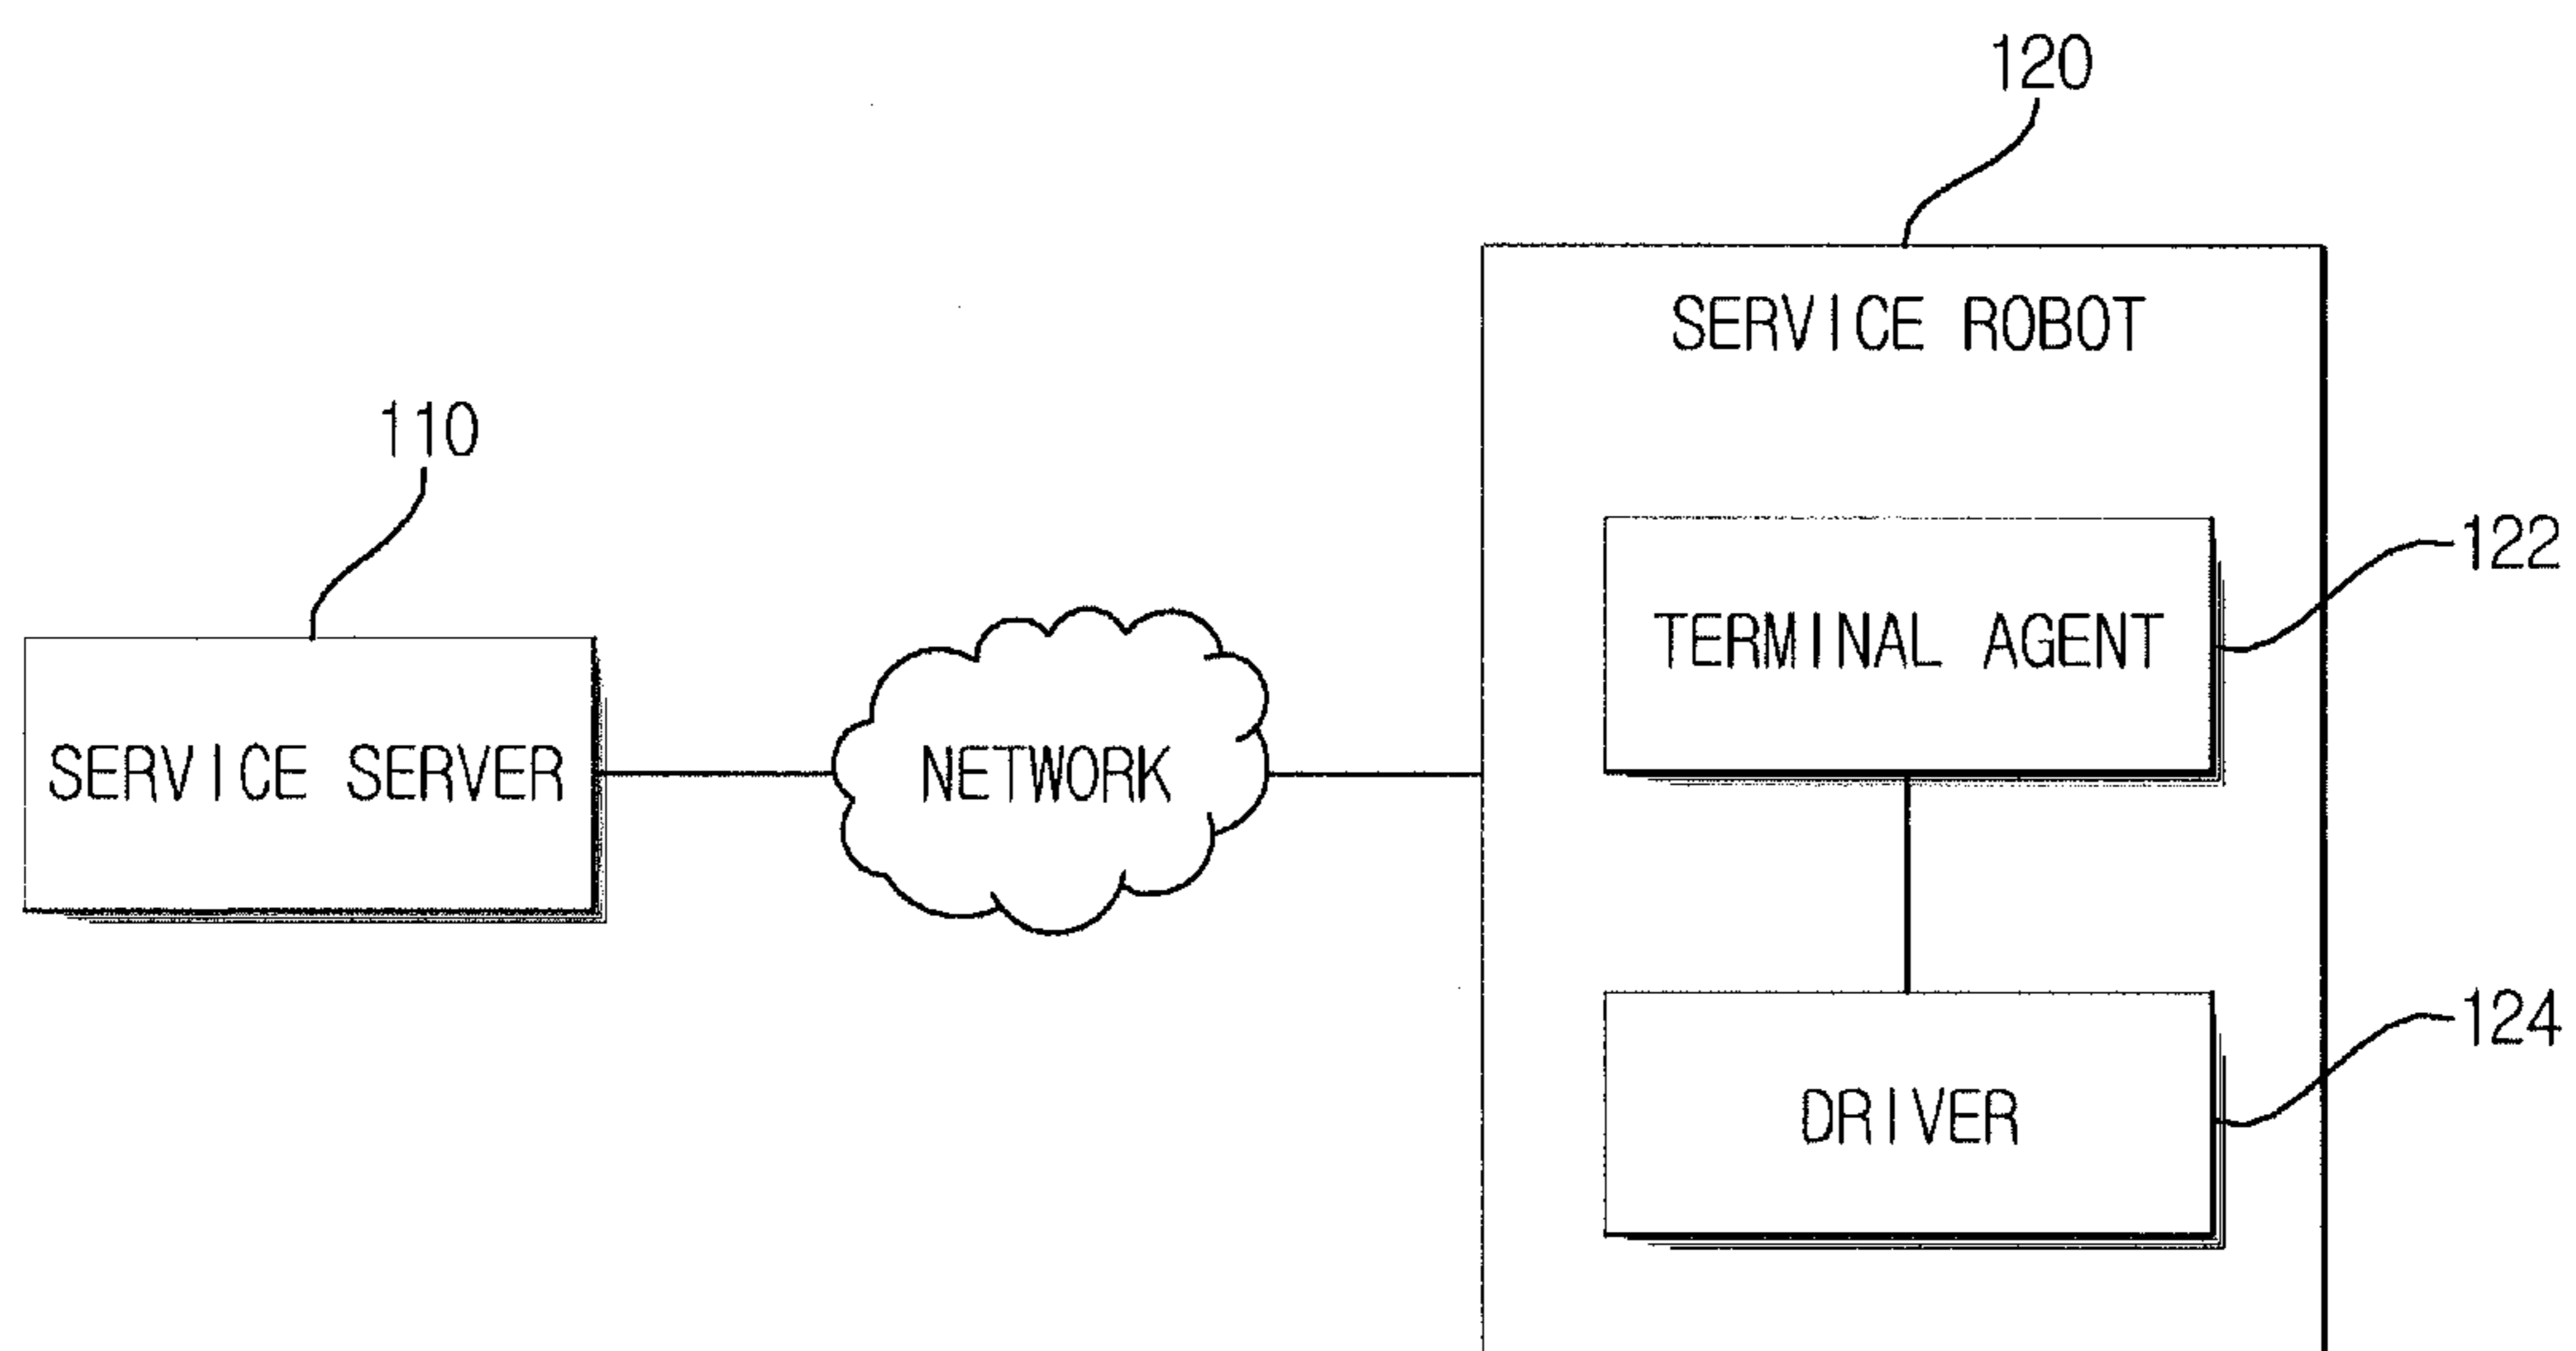 120
SERVICE ROBOT
110
122
TERMINAL AGENT
SERVICE SERVER
NETWORK
124
DRIVER